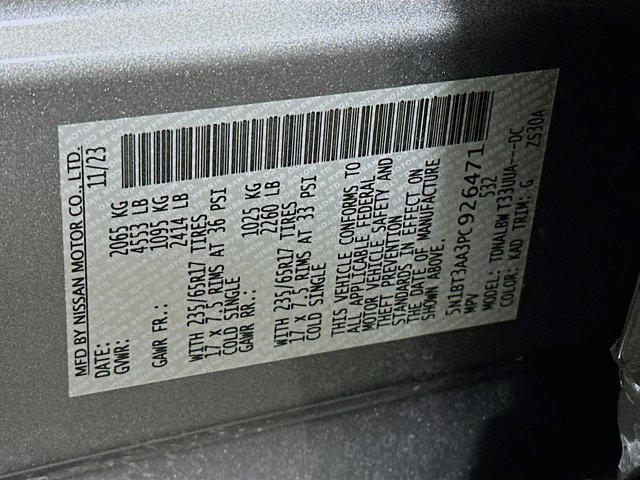 MFD BY NISSAN MOTOR CO., LTD.
DATE: 11/23
GVWR: 2065 KG
4553 LB
GAWR FR.: 1095 KG
2414 LB
WITH 235/65R17 TIRES
17 X 7.5 RIMS AT 36 PSI
COLD SINGLE
GAWR RR.: 1025 KG
2260 LB
WITH 235/65R17 TIRES
17 X 7.5 RIMS AT 33 PSI
COLD SINGLE
THIS VEHICLE CONFORMS TO
ALL APPLICABLE FEDERAL
MOTOR VEHICLE SAFETY AND
THEFT PREVENTION
STANDARDS IN EFFECT ON
THE DATE OF MANUFACTURE
SHOWN ABOVE.
5N1BT3AA3PC926471
MPV 532
MODEL: TDNALBW T33UUA---DC
COLOR: KAD TRIM: G ZS30A